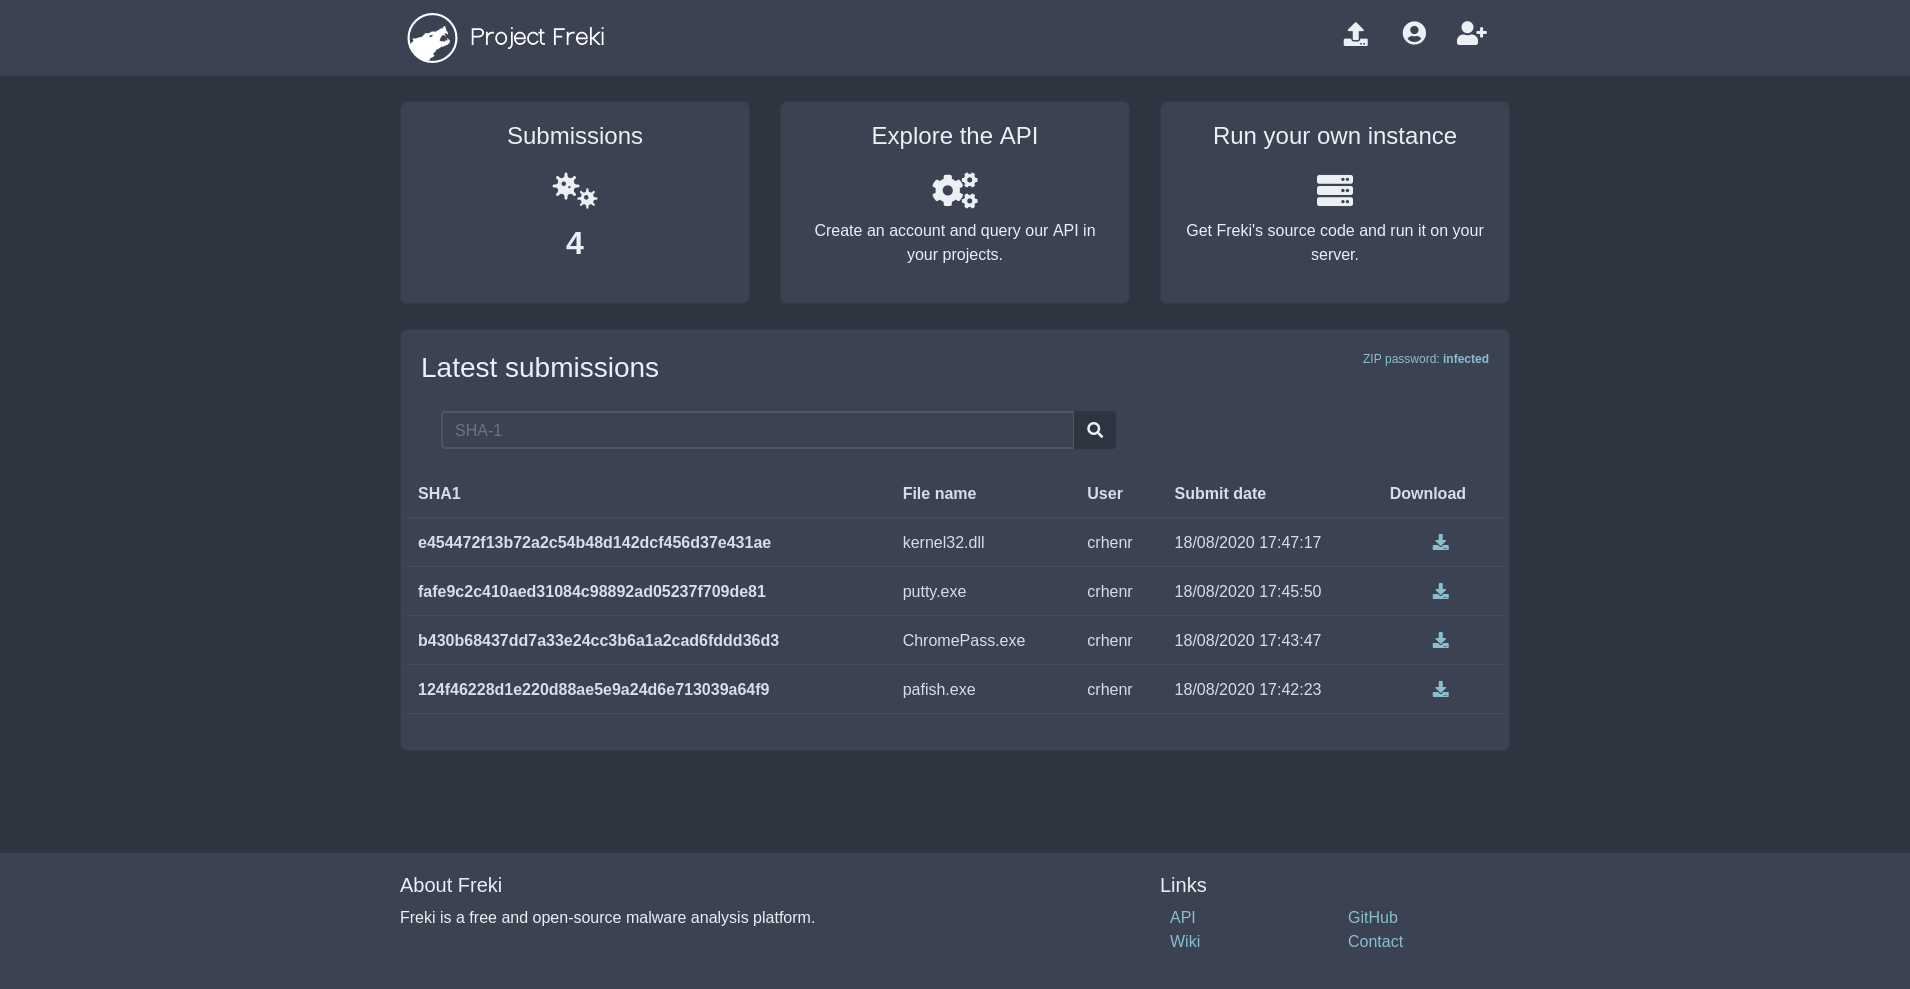 Project Freki
Submissions
4
Explore the API
Create an account and query our API in
your projects.
Run your own instance
Get Freki's source code and run it on your
server.
Latest submissions
ZIP password: infected
SHA-1
SHA1 File name User Submit date Download
e454472f13b72a2c54b48d142dcf456d37e431ae kernel32.dll crhenr 18/08/2020 17:47:17
fafe9c2c410aed31084c98892ad05237f709de81 putty.exe crhenr 18/08/2020 17:45:50
b430b68437dd7a33e24cc3b6a1a2cad6fddd36d3 ChromePass.exe crhenr 18/08/2020 17:43:47
124f46228d1e220d88ae5e9a24d6e713039a64f9 pafish.exe crhenr 18/08/2020 17:42:23
About Freki
Freki is a free and open-source malware analysis platform.
Links
API GitHub
Wiki Contact